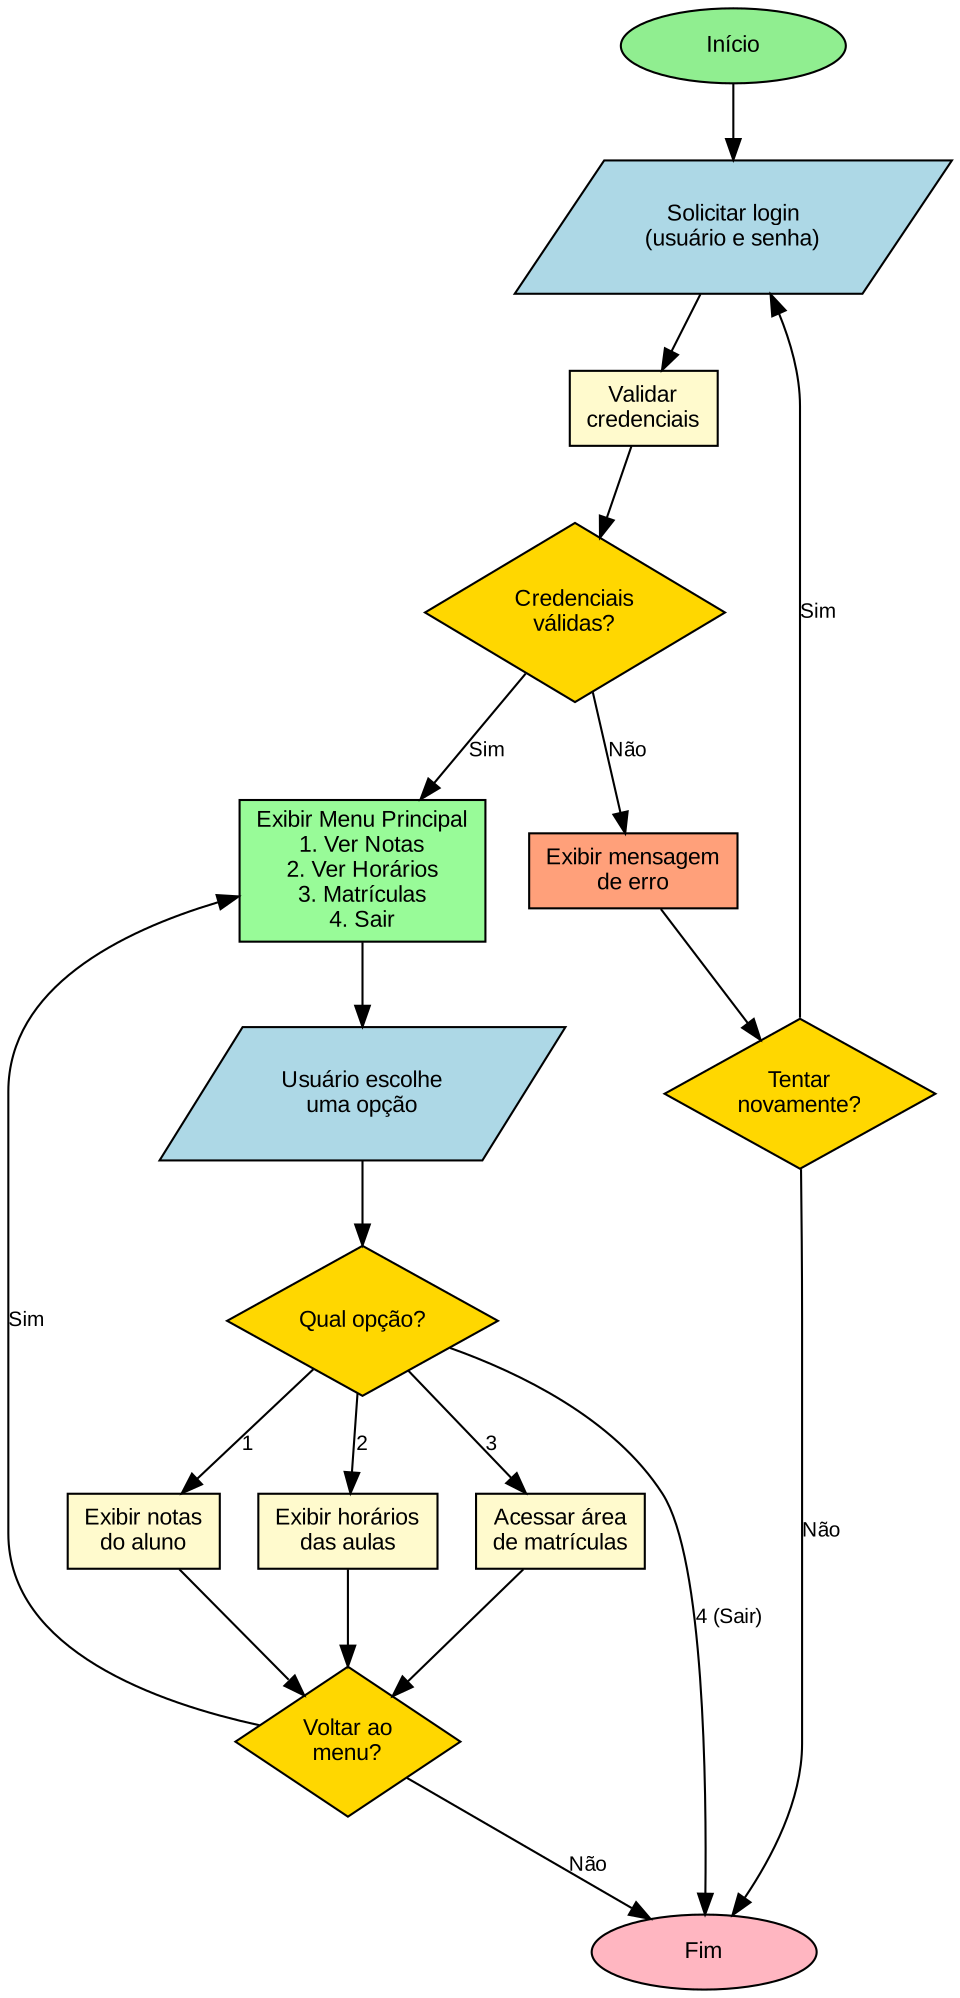 Início
Solicitar login
(usuário e senha)
Validar
credenciais
Credenciais
válidas?
Sim
Sim
Não
Exibir Menu Principal
1. Ver Notas
2. Ver Horários
3. Matrículas
4. Sair
Exibir mensagem
de erro
Usuário escolhe
uma opção
Tentar
novamente?
Qual opção?
Sim
1
2
3
Exibir notas
do aluno
Exibir horários
das aulas
Acessar área
de matrículas
Não
4 (Sair)
Voltar ao
menu?
Não
Fim